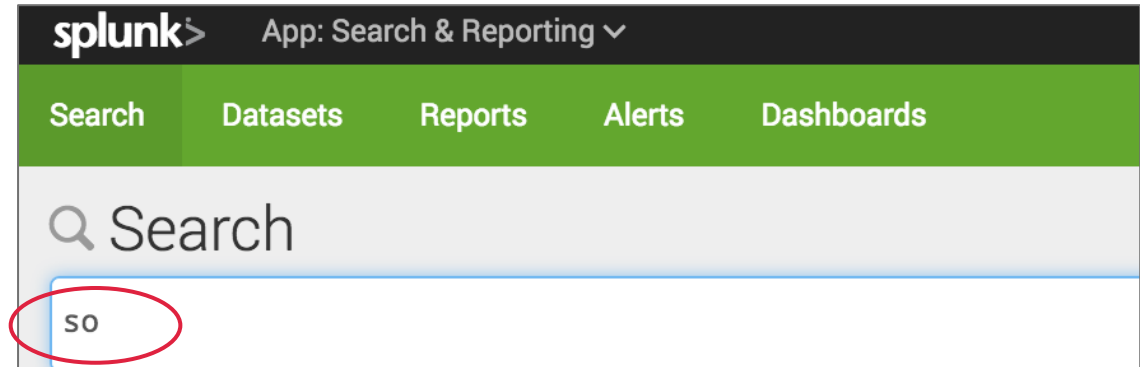 splunk> App: Search & Reporting
Search Datasets Reports Alerts Dashboards
Search
so